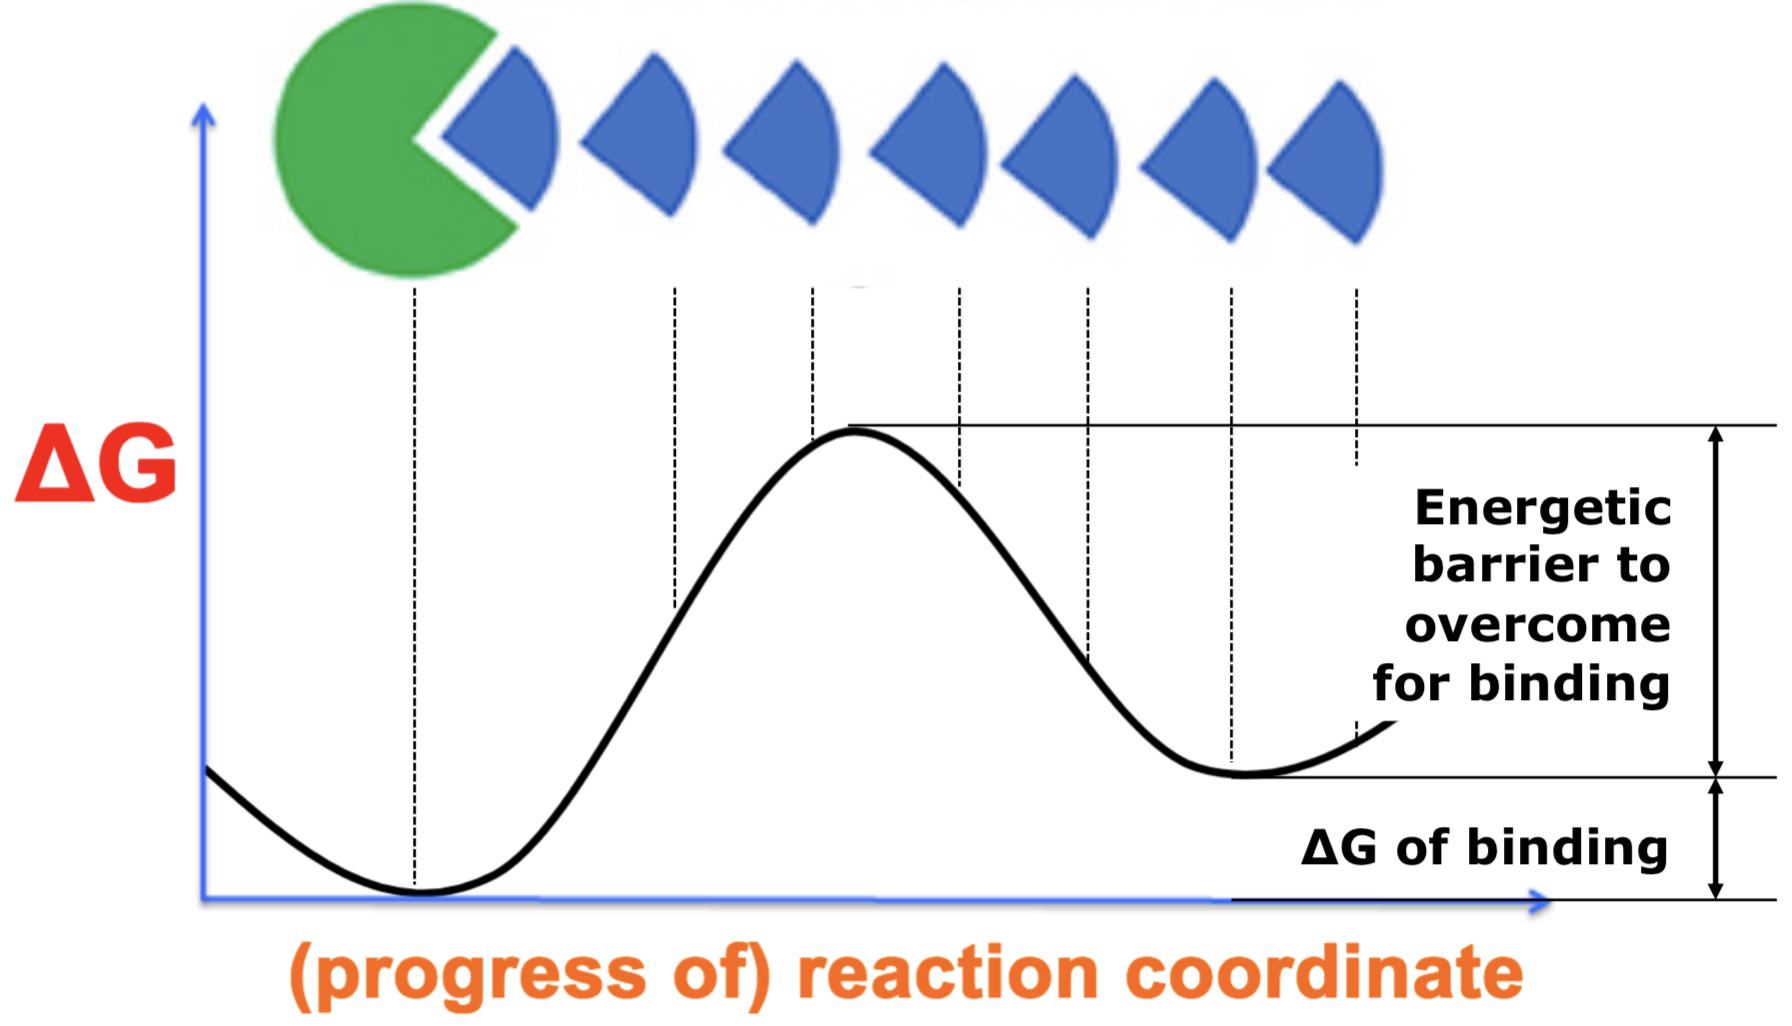 ΔG
Energetic
barrier to
overcome
for binding
ΔG of binding
(progress of) reaction coordinate